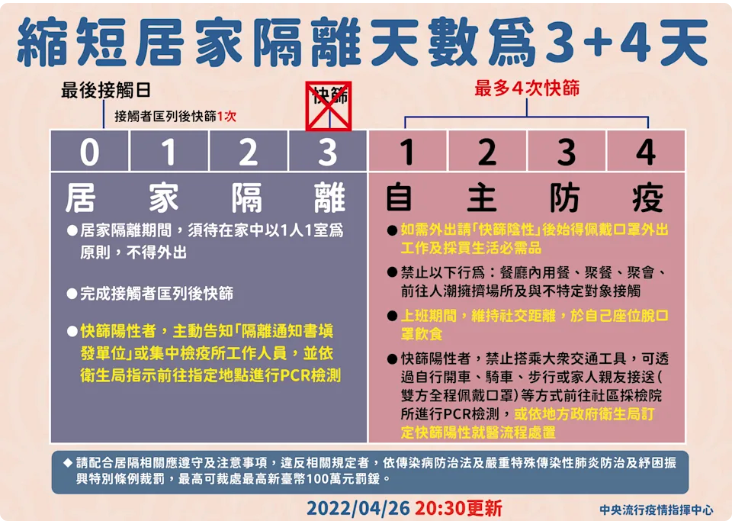 縮短居家隔離天數為3+4天
最後接觸日
接觸者匡列後快篩1次
快篩
最多4次快篩
0 1 2 3 1 2 3 4
居家隔離
自主防疫
●居家隔離期間，須待在家中以1人1室為
原則，不得外出
●完成接觸者匡列後快篩
●快篩陽性者，主動告知「隔離通知書填
發單位」或集中檢疫所工作人員，並依
衛生局指示前往指定地點進行PCR檢測
●如需外出請「快篩陰性」後始得佩戴口罩外出
工作及採買生活必需品
●禁止以下行為：餐廳內用餐、聚餐、聚會、
前往人潮擁擠場所及與不特定對象接觸
●上班期間，維持社交距離，於自己座位脫口
罩飲食
●快篩陽性者，禁止搭乘大眾交通工具，可透
過自行開車、騎車、步行或家人親友接送(
雙方全程佩戴口罩)等方式前往社區採檢院
所進行PCR檢測，或依地方政府衛生局訂
定快篩陽性就醫流程處置
◆請配合居隔相關應遵守及注意事項，違反相關規定者，依傳染病防治法及嚴重特殊傳染性肺炎防治及紓困振
興特別條例裁罰，最高可裁處最高新臺幣100萬元罰鍰。
2022/04/26 20:30更新
中央流行疫情指揮中心